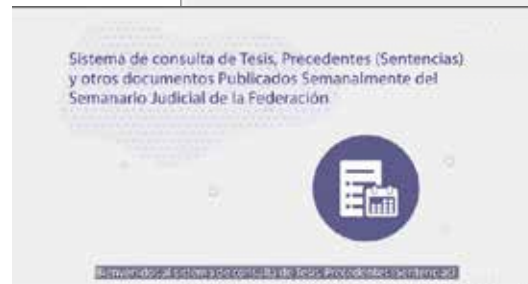 Sistema de consulta de Tesis, Precedentes (Sentencias)
y otros documentos Publicados Semanalmente del
Semanario Judicial de la Federación
Bienvenidos al sistema de consulta de Tesis, Precedentes (Sentencias)